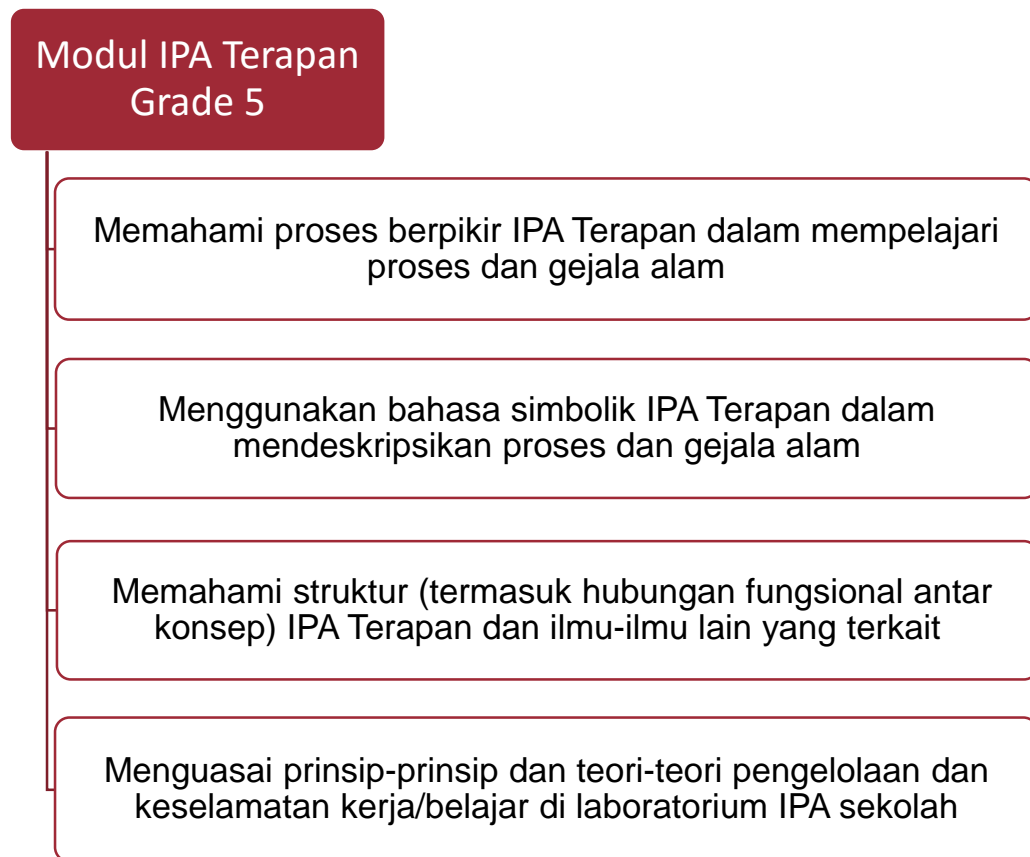 Modul IPA Terapan
Grade 5
Memahami proses berpikir IPA Terapan dalam mempelajari
proses dan gejala alam
Menggunakan bahasa simbolik IPA Terapan dalam
mendeskripsikan proses dan gejala alam
Memahami struktur (termasuk hubungan fungsional antar
konsep) IPA Terapan dan ilmu-ilmu lain yang terkait
Menguasai prinsip-prinsip dan teori-teori pengelolaan dan
keselamatan kerja/belajar di laboratorium IPA sekolah